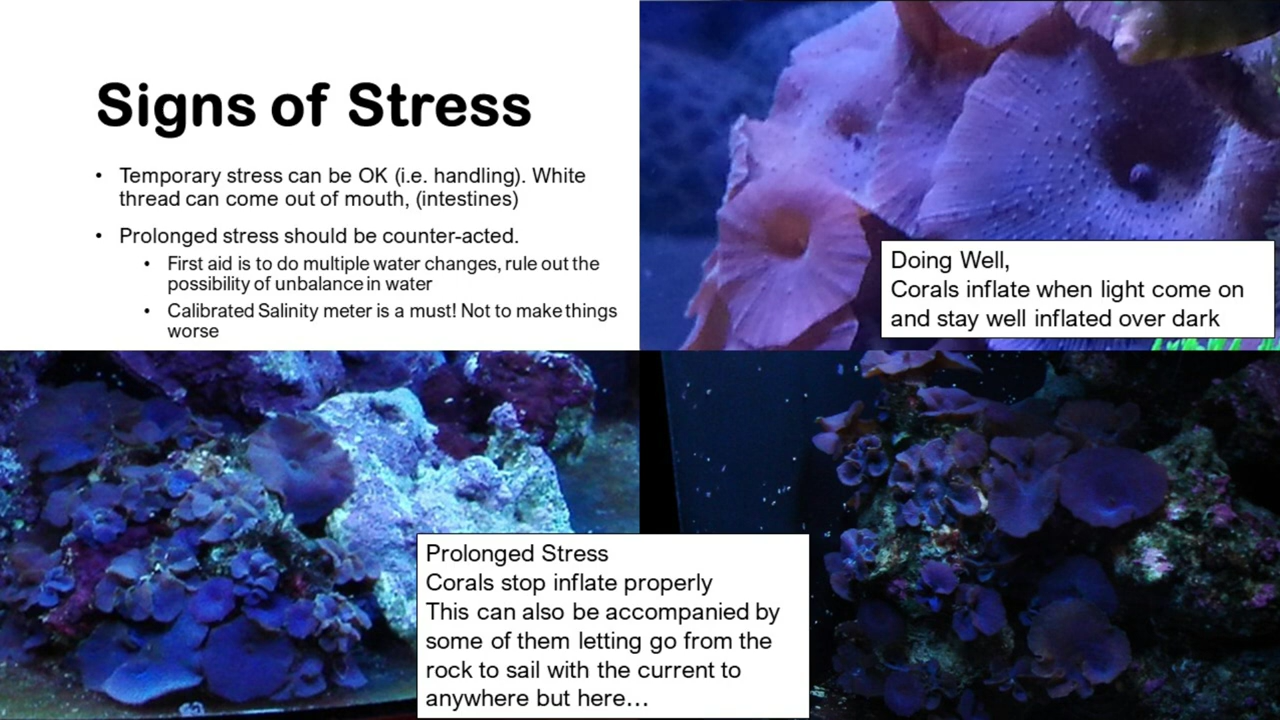 Signs of Stress
• Temporary stress can be OK (i.e. handling). White
thread can come out of mouth, (intestines)
• Prolonged stress should be counter-acted.
• First aid is to do multiple water changes, rule out the
possibility of unbalance in water
• Calibrated Salinity meter is a must! Not to make things
worse
Doing Well,
Corals inflate when light come on
and stay well inflated over dark
Prolonged Stress
Corals stop inflate properly
This can also be accompanied by
some of them letting go from the
rock to sail with the current to
anywhere but here…